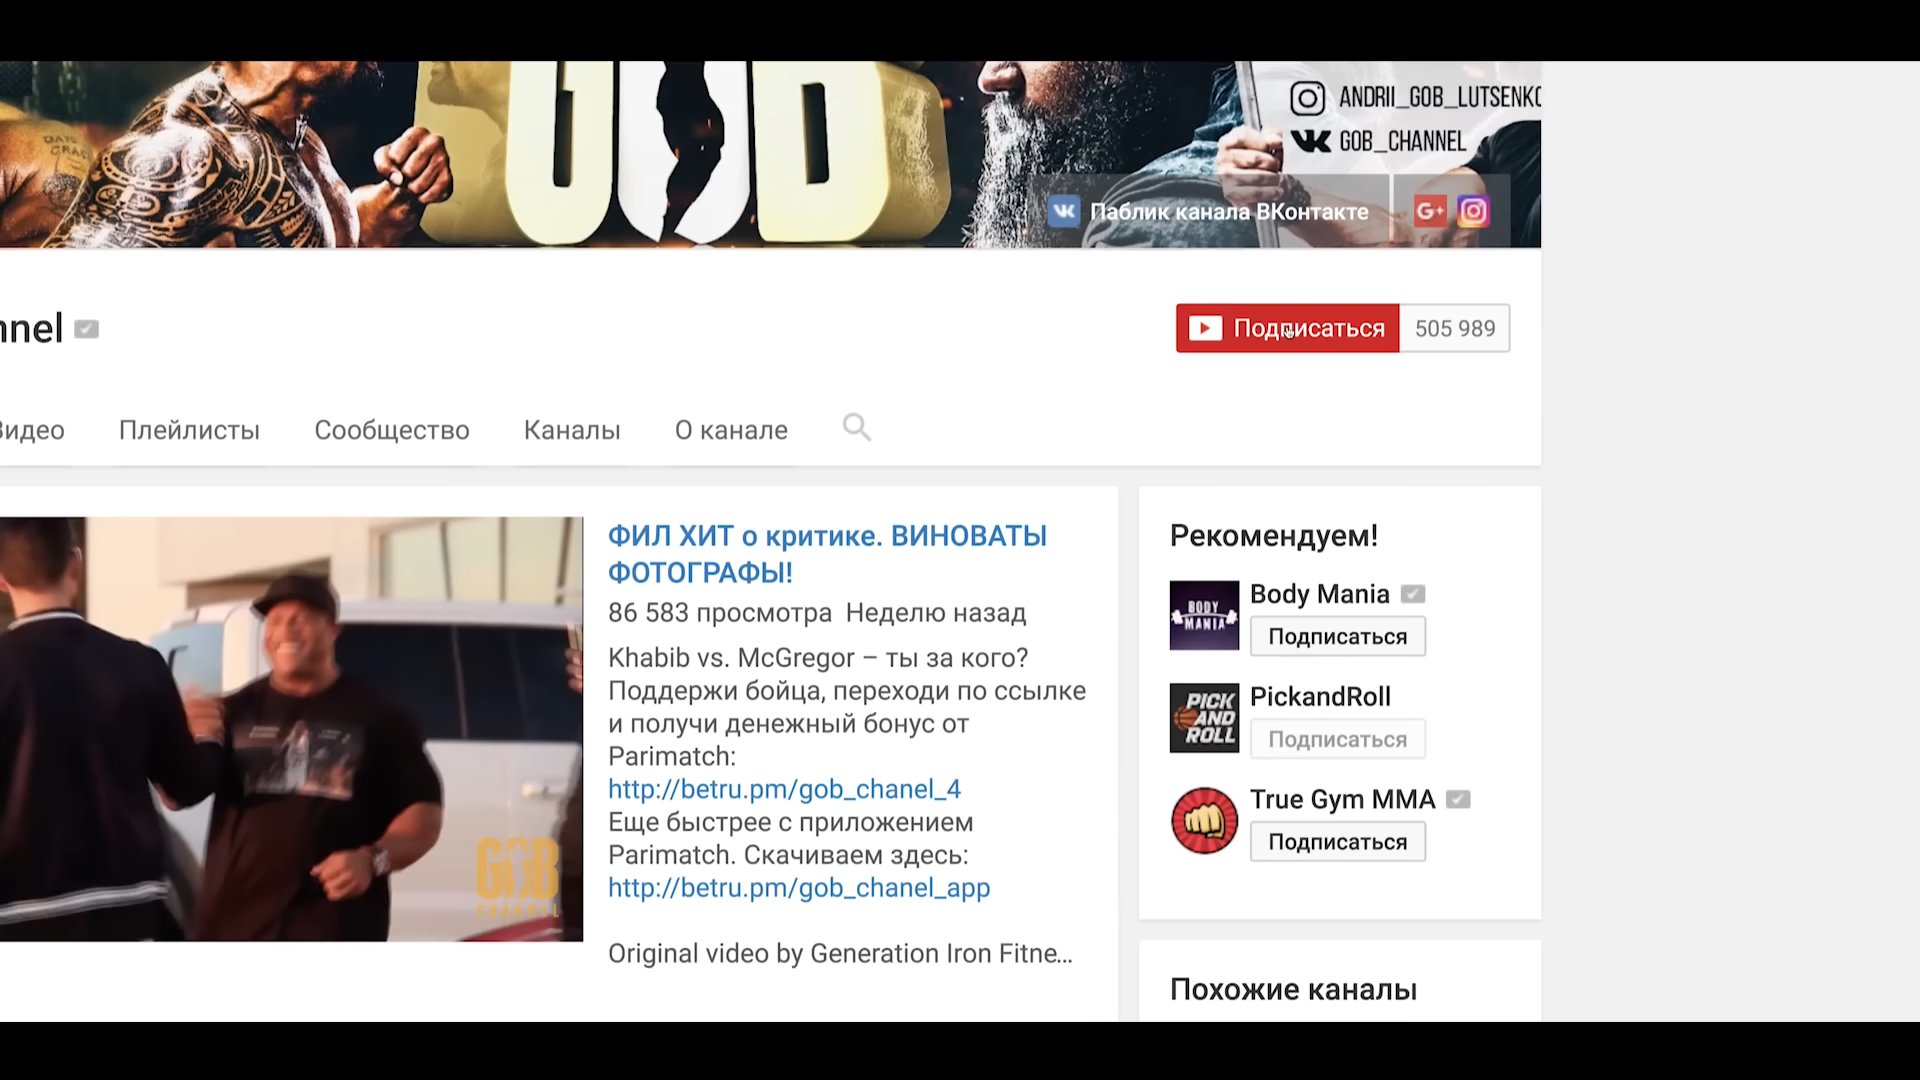 GOB
ANDRII_GOB_LUTSENKO
GOB_CHANNEL
Паблик канала ВКонтакте
G+
nnel
Подписаться 505 989
Видео Плейлисты Сообщество Каналы О канале
ФИЛ ХИТ о критике. ВИНОВАТЫ
ФОТОГРАФЫ!
86 583 просмотра Неделю назад
Khabib vs. McGregor – ты за кого?
Поддержи бойца, переходи по ссылке
и получи денежный бонус от
Parimatch:
http://betru.pm/gob_chanel_4
Еще быстрее с приложением
Parimatch. Скачиваем здесь:
http://betru.pm/gob_chanel_app
Original video by Generation Iron Fitne...
GOB
CHANNEL
Рекомендуем!
BODY
MANIA
Body Mania
Подписаться
PICK
AND
ROLL
PickandRoll
Подписаться
True Gym MMA
Подписаться
Похожие каналы